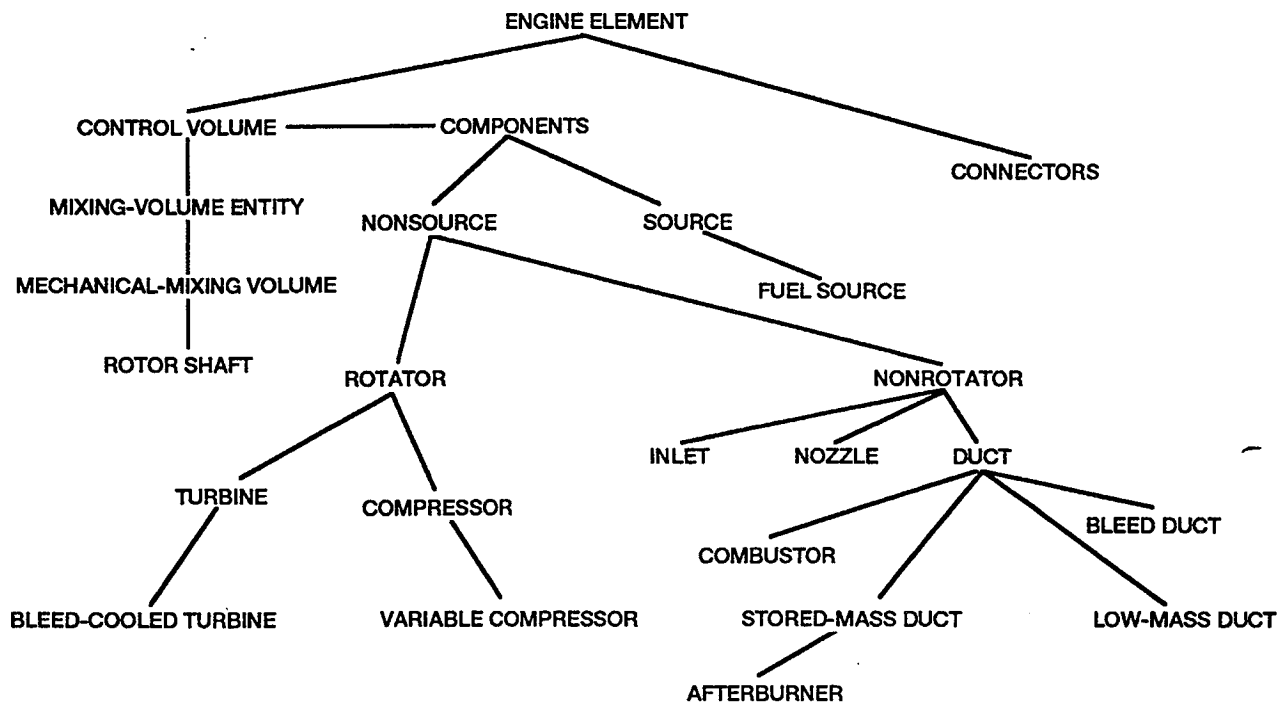 ENGINE ELEMENT
CONTROL VOLUME
COMPONENTS
CONNECTORS
MIXING-VOLUME ENTITY
NONSOURCE
SOURCE
MECHANICAL-MIXING VOLUME
FUEL SOURCE
ROTOR SHAFT
ROTATOR
NONROTATOR
INLET
NOZZLE
DUCT
TURBINE
COMPRESSOR
BLEED DUCT
COMBUSTOR
BLEED-COOLED TURBINE
VARIABLE COMPRESSOR
STORED-MASS DUCT
LOW-MASS DUCT
AFTERBURNER